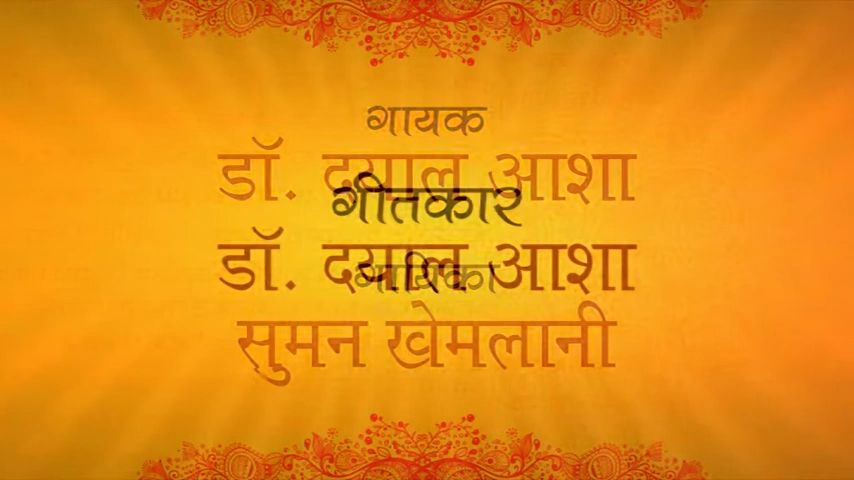 गायक
डॉ. दयाल आशा
गीतकार
डॉ. दयाल आशा
गायिका
सुमन खेमलानी